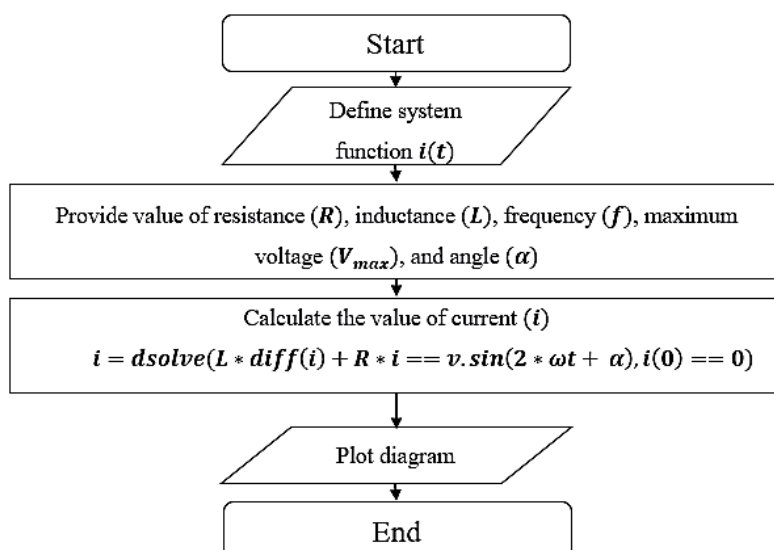 Start
Define system
function i(t)
Provide value of resistance (R), inductance (L), frequency (f), maximum
voltage (Vₘₐₓ), and angle (α)
Calculate the value of current (i)
i = dsolve(L * diff(i) + R * i == v.sin(2 * ωt + α), i(0) == 0)
Plot diagram
End